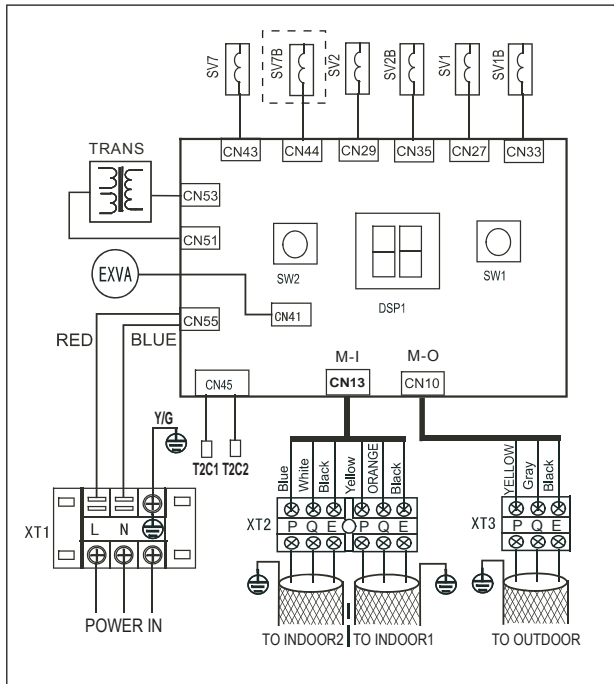 SV7 SV7B SV2 SV2B SV1 SV1B
CN43 CN44 CN29 CN35 CN27 CN33
TRANS
CN53
CN51
EXVA
SW2
DSP1
SW1
CN41
CN55
RED BLUE
M-I M-O
CN45 CN13 CN10
Y/G
T2C1 T2C2
Blue White Black Yellow ORANGE Black
YELLOW Gray Black
XT1 L N
XT2 P Q E P Q E
XT3 P Q E
POWER IN
TO INDOOR2 TO INDOOR1 TO OUTDOOR